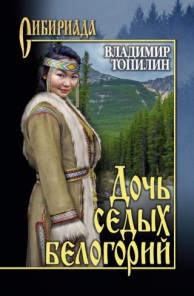 Сибириада
ВЛАДИМИР
ТОПИЛИН
Дочь
седых
белогорий